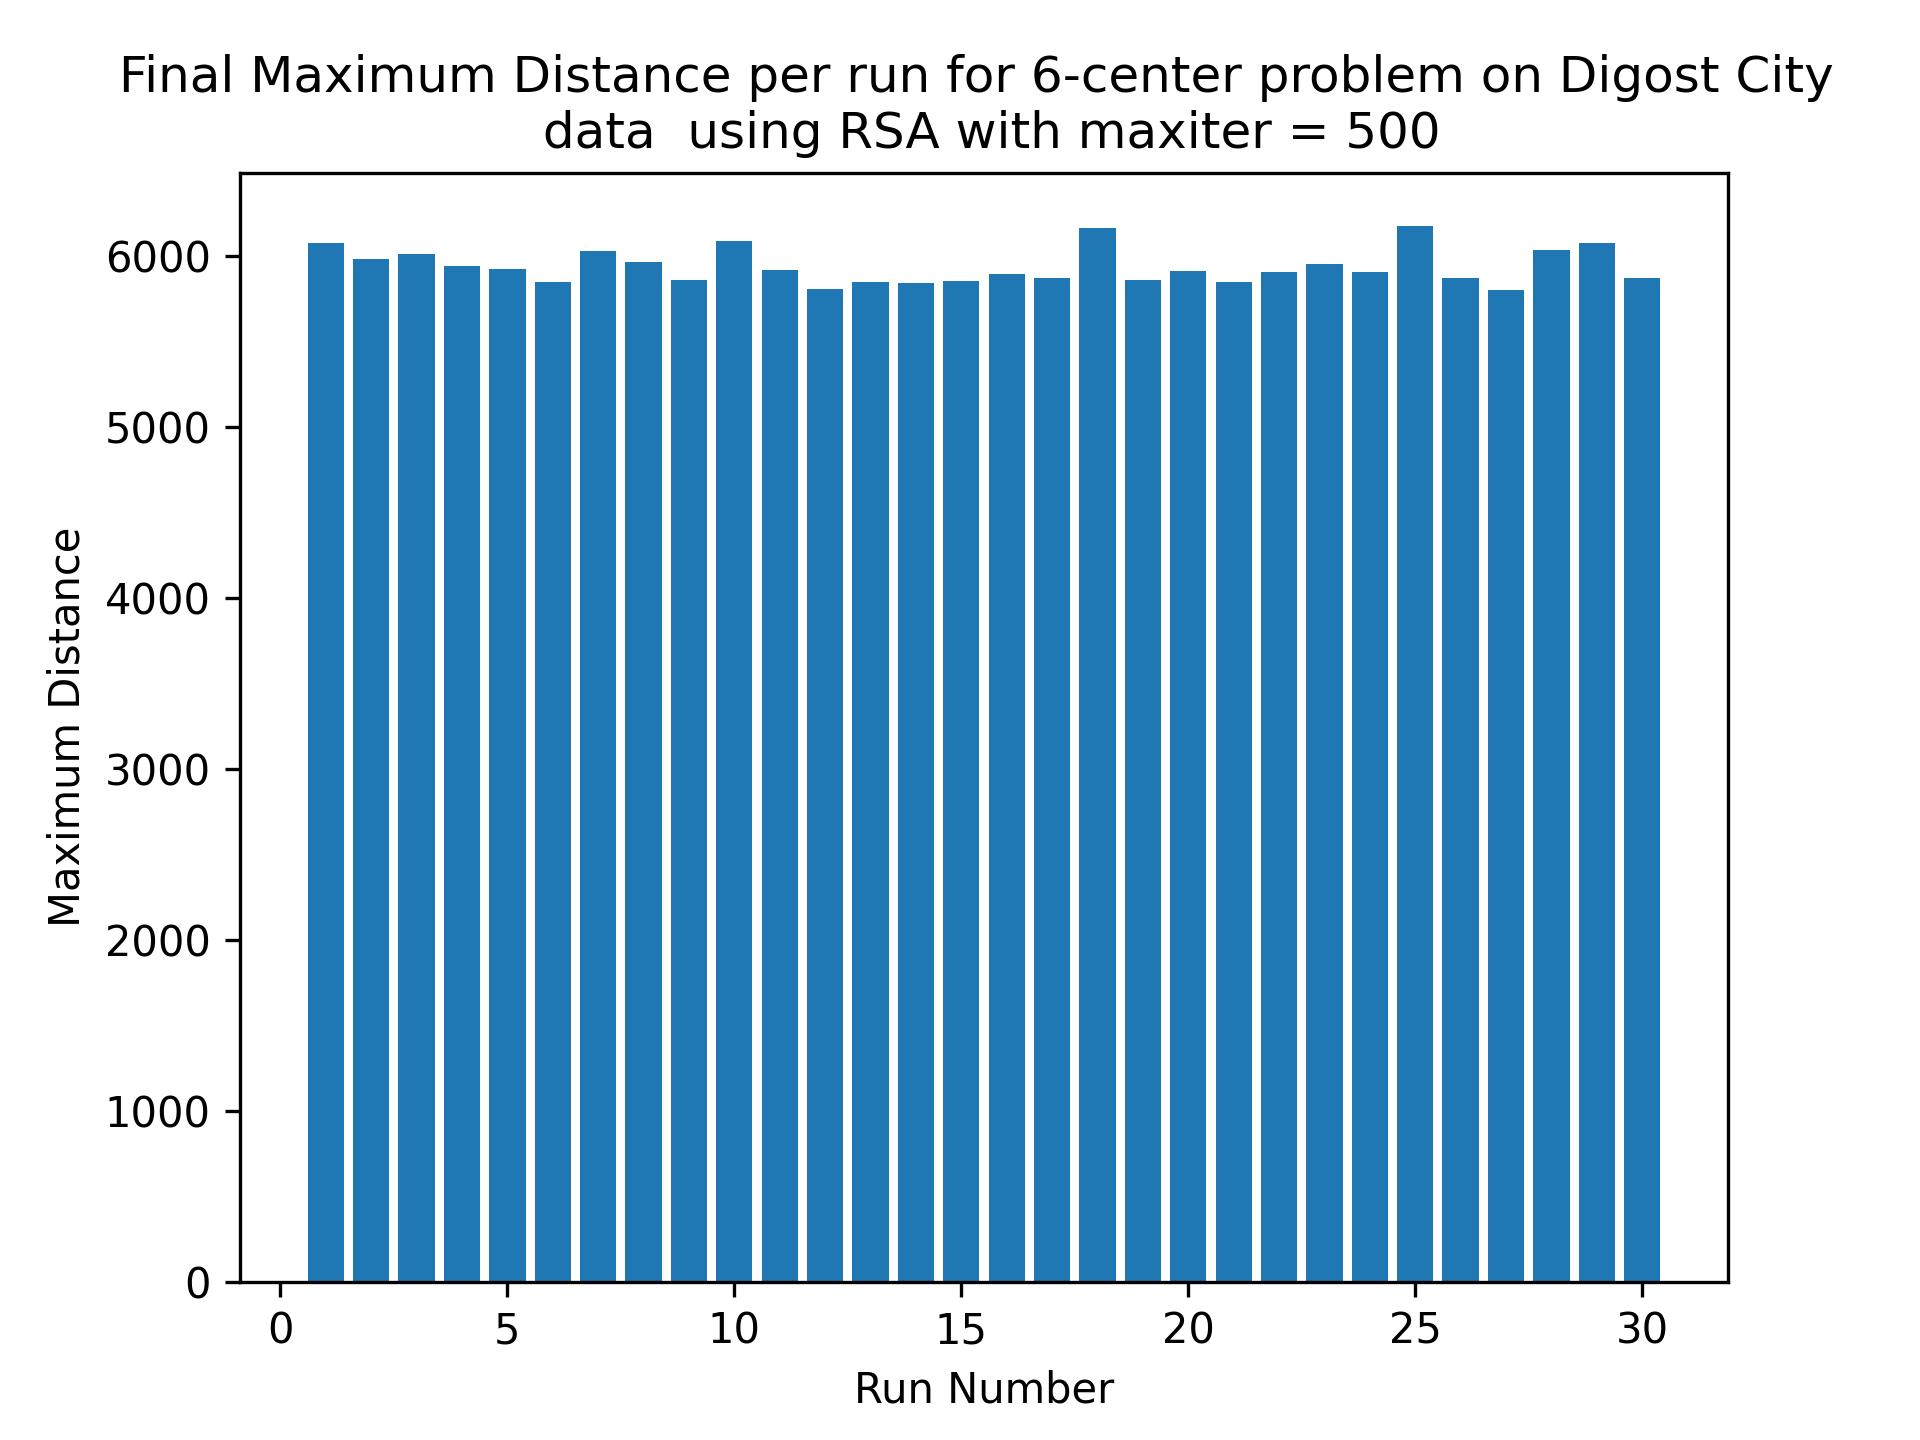 Final Maximum Distance per run for 6-center problem on Digost City
data  using RSA with maxiter = 500
6000
5000
4000
3000
2000
1000
0
Maximum Distance
0 5 10 15 20 25 30
Run Number